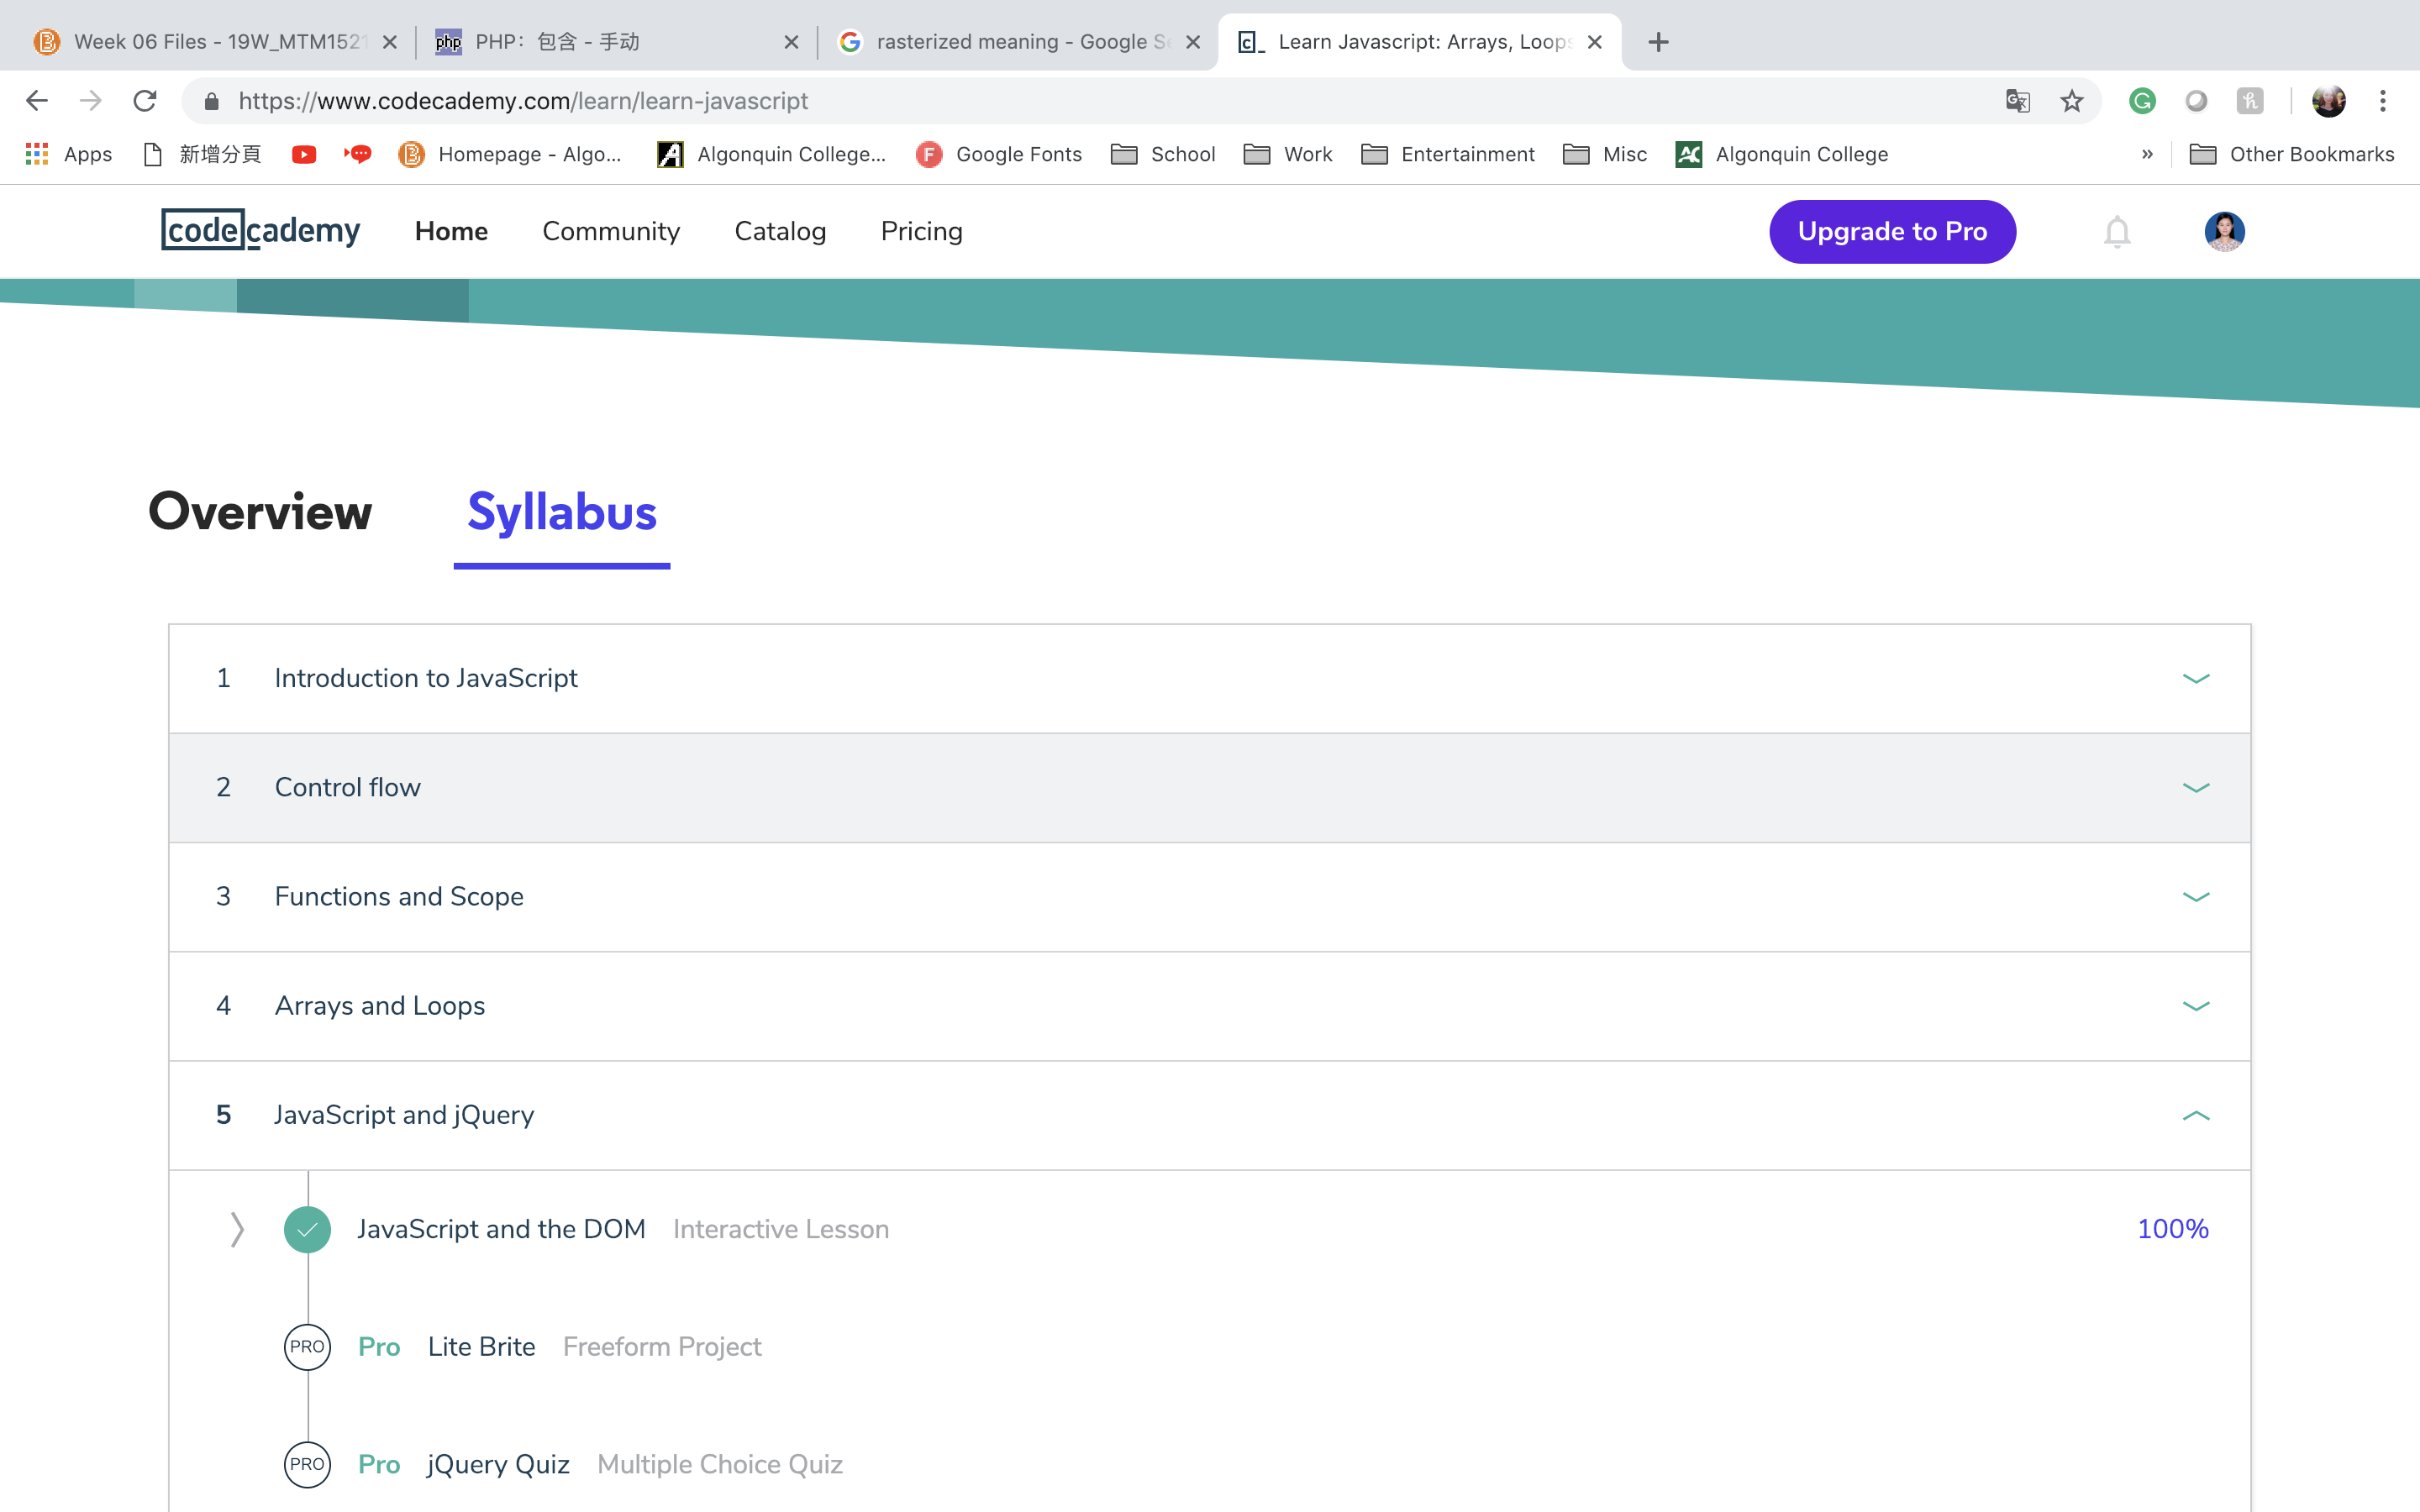 Week 06 Files - 19W_MTM1521
PHP：包含 - 手动
rasterized meaning - Google Se
Learn Javascript: Arrays, Loops
https://www.codecademy.com/learn/learn-javascript
Apps
新增分頁
Homepage - Algo...
Algonquin College...
Google Fonts
School
Work
Entertainment
Misc
Algonquin College
»
Other Bookmarks
codecademy
Home
Community
Catalog
Pricing
Upgrade to Pro
Overview
Syllabus
1 Introduction to JavaScript
2 Control flow
3 Functions and Scope
4 Arrays and Loops
5 JavaScript and jQuery
JavaScript and the DOM Interactive Lesson 100%
PRO Pro Lite Brite Freeform Project
PRO Pro jQuery Quiz Multiple Choice Quiz